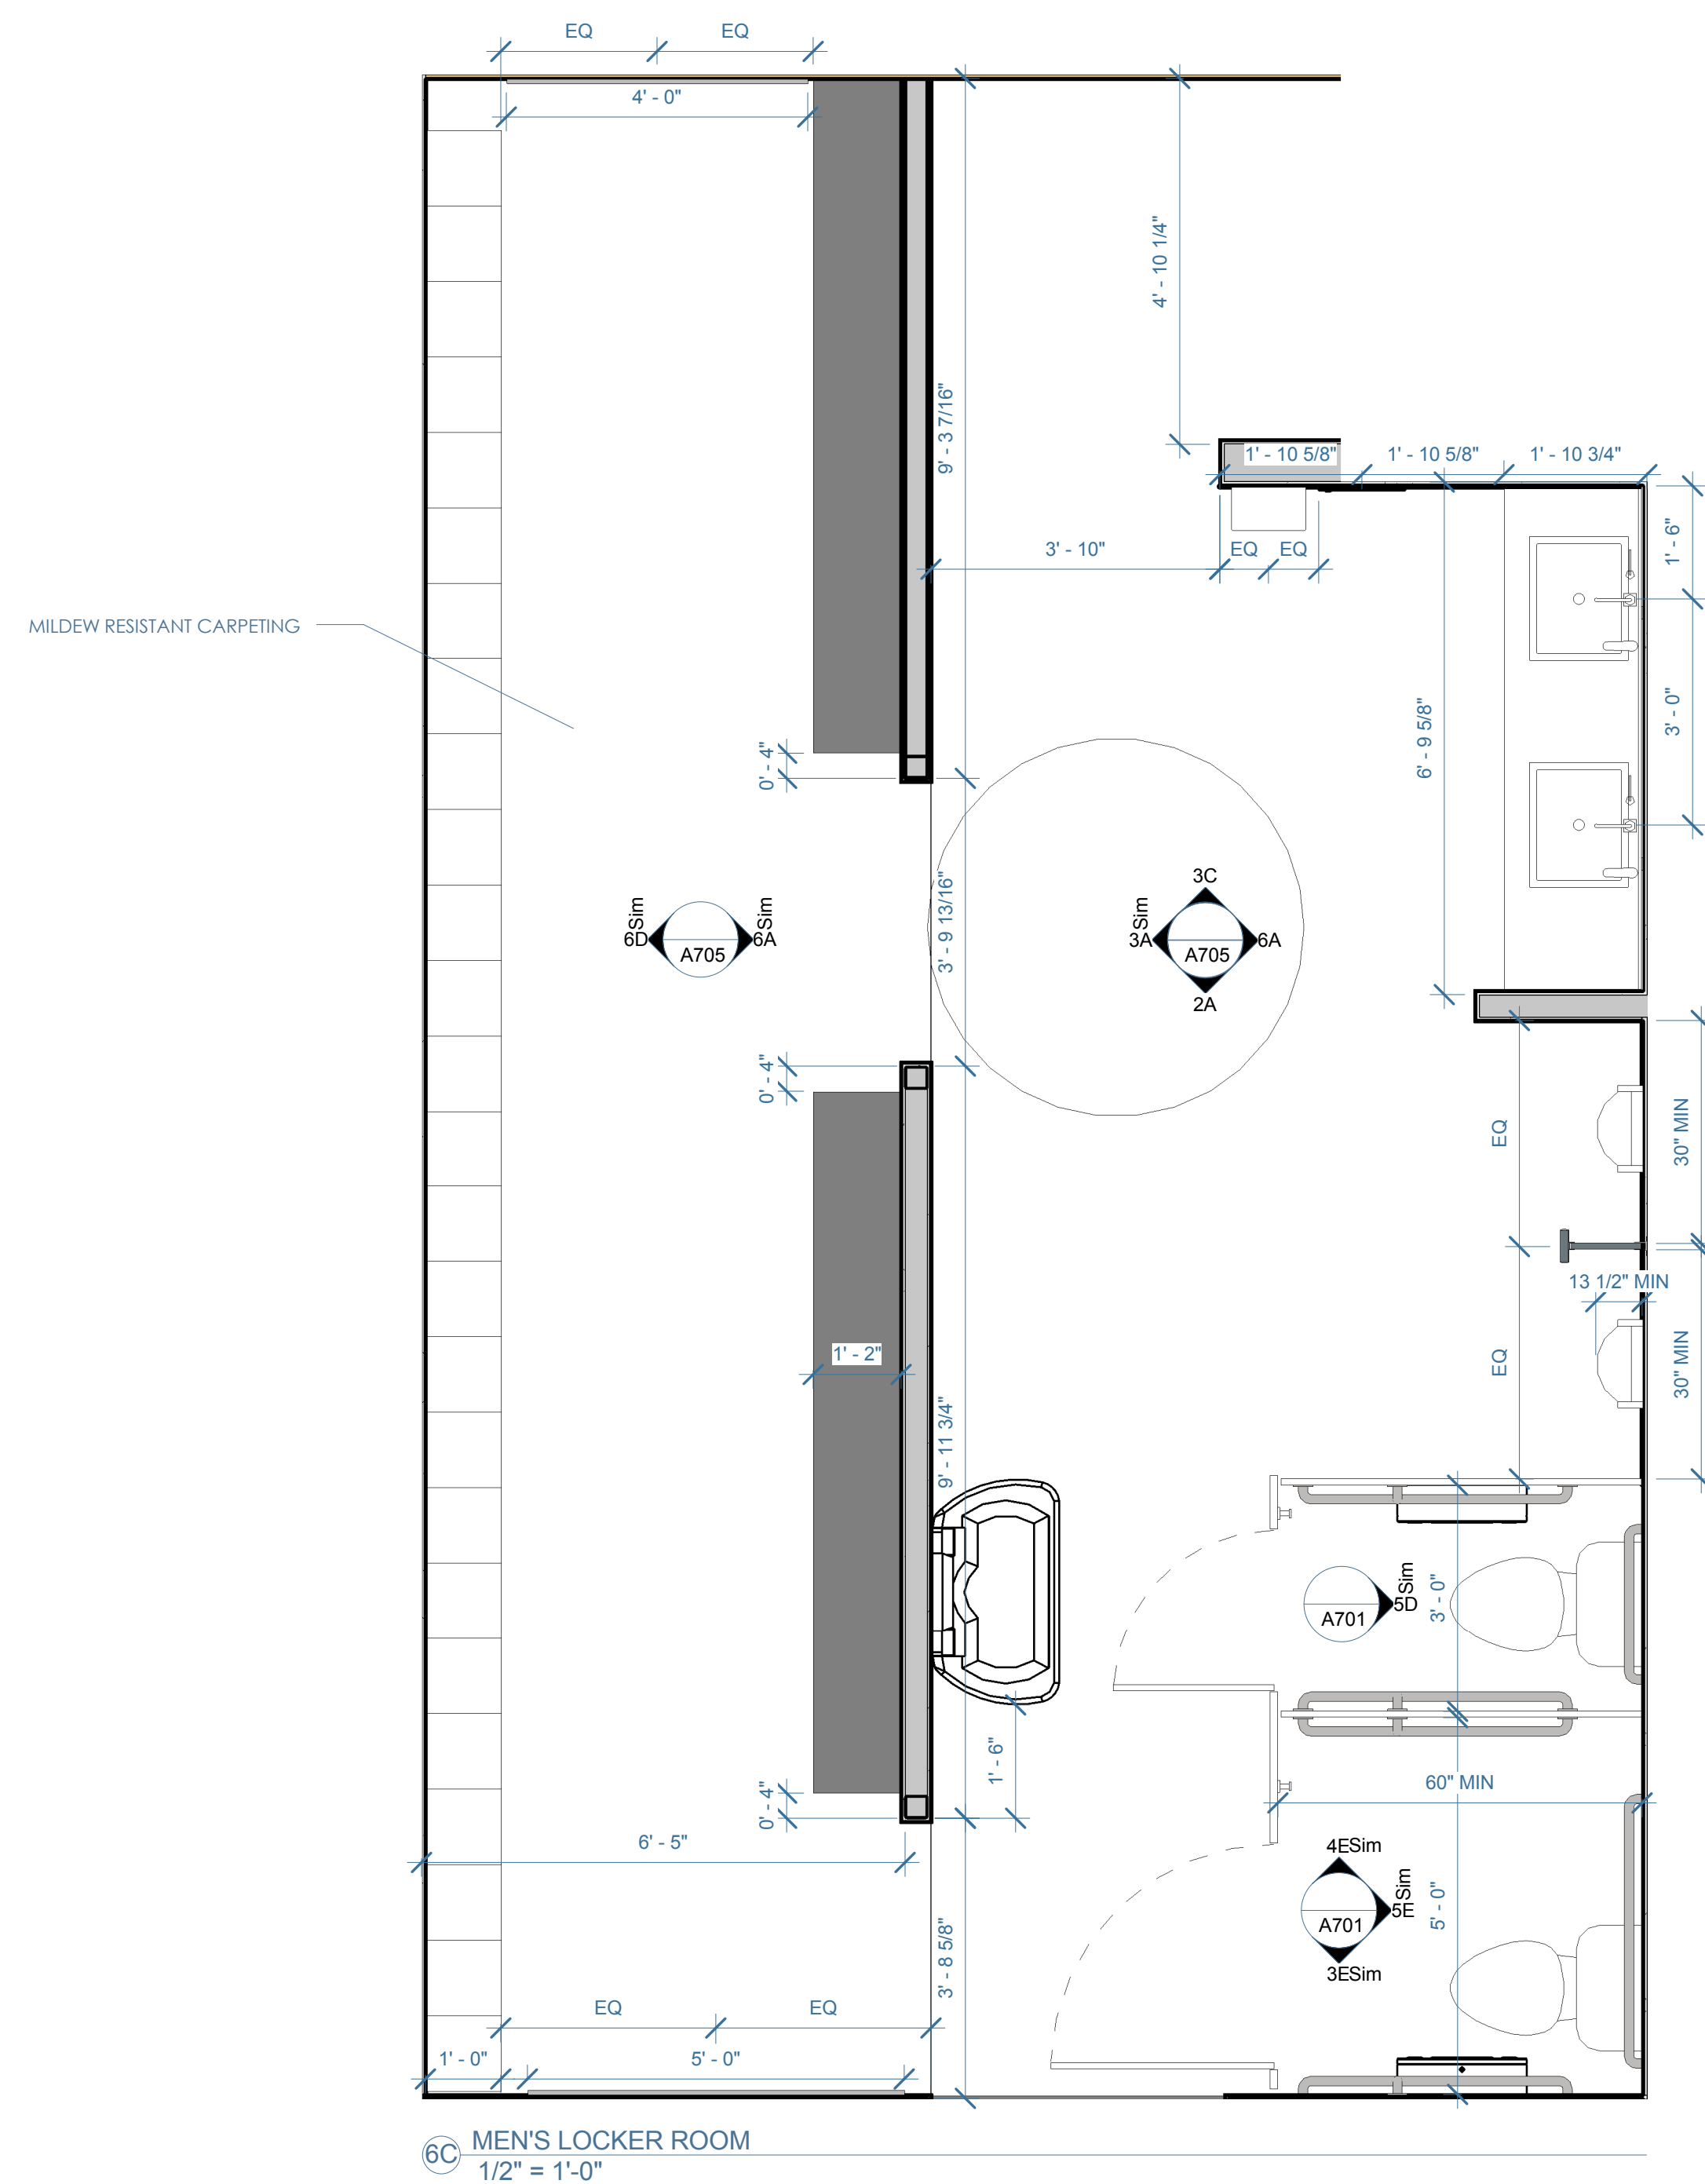 EQ EQ
4' - 0"
4' - 10 1/4"
9' - 3 7/16"
1' - 10 5/8" 1' - 10 5/8" 1' - 10 3/4"
1' - 6"
3' - 10" EQ EQ
MILDEW RESISTANT CARPETING
3' - 0"
6' - 9 5/8"
0' - 4"
3' - 9 13/16"
6D Sim A705 6A Sim
3C
3A Sim A705 6A
2A
0' - 4"
EQ 30" MIN
13 1/2" MIN
1' - 2"
EQ 30" MIN
9' - 11 3/4"
A701 5D Sim 3' - 0"
1' - 6"
60" MIN
0' - 4"
6' - 5"
4ESim
A701 5E Sim 5' - 0"
3ESim
3' - 8 5/8"
EQ EQ
1' - 0" 5' - 0"
6C MEN'S LOCKER ROOM
1/2" = 1'-0"